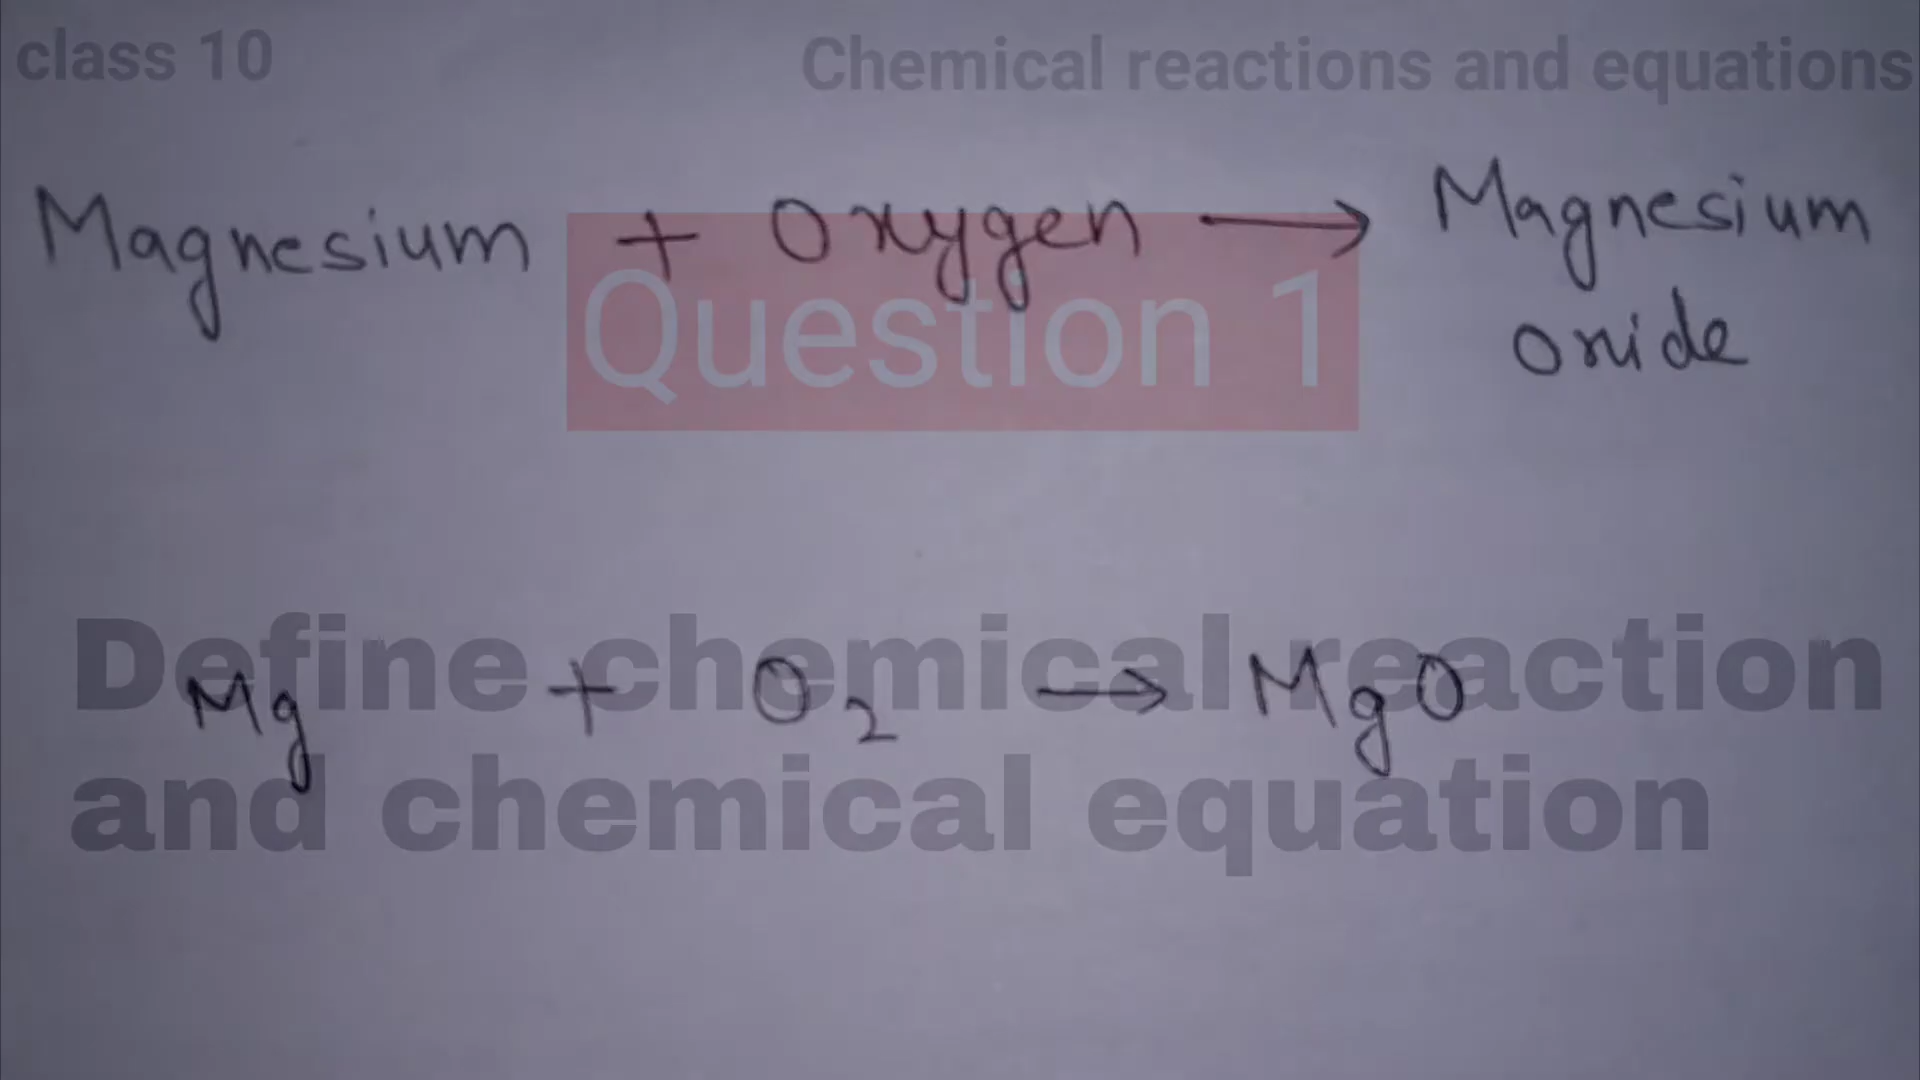 class 10
Chemical reactions and equations
Magnesium + Oxygen → Magnesium
oxide
Question 1
Define chemical reaction
Mg + O₂ → MgO
and chemical equation